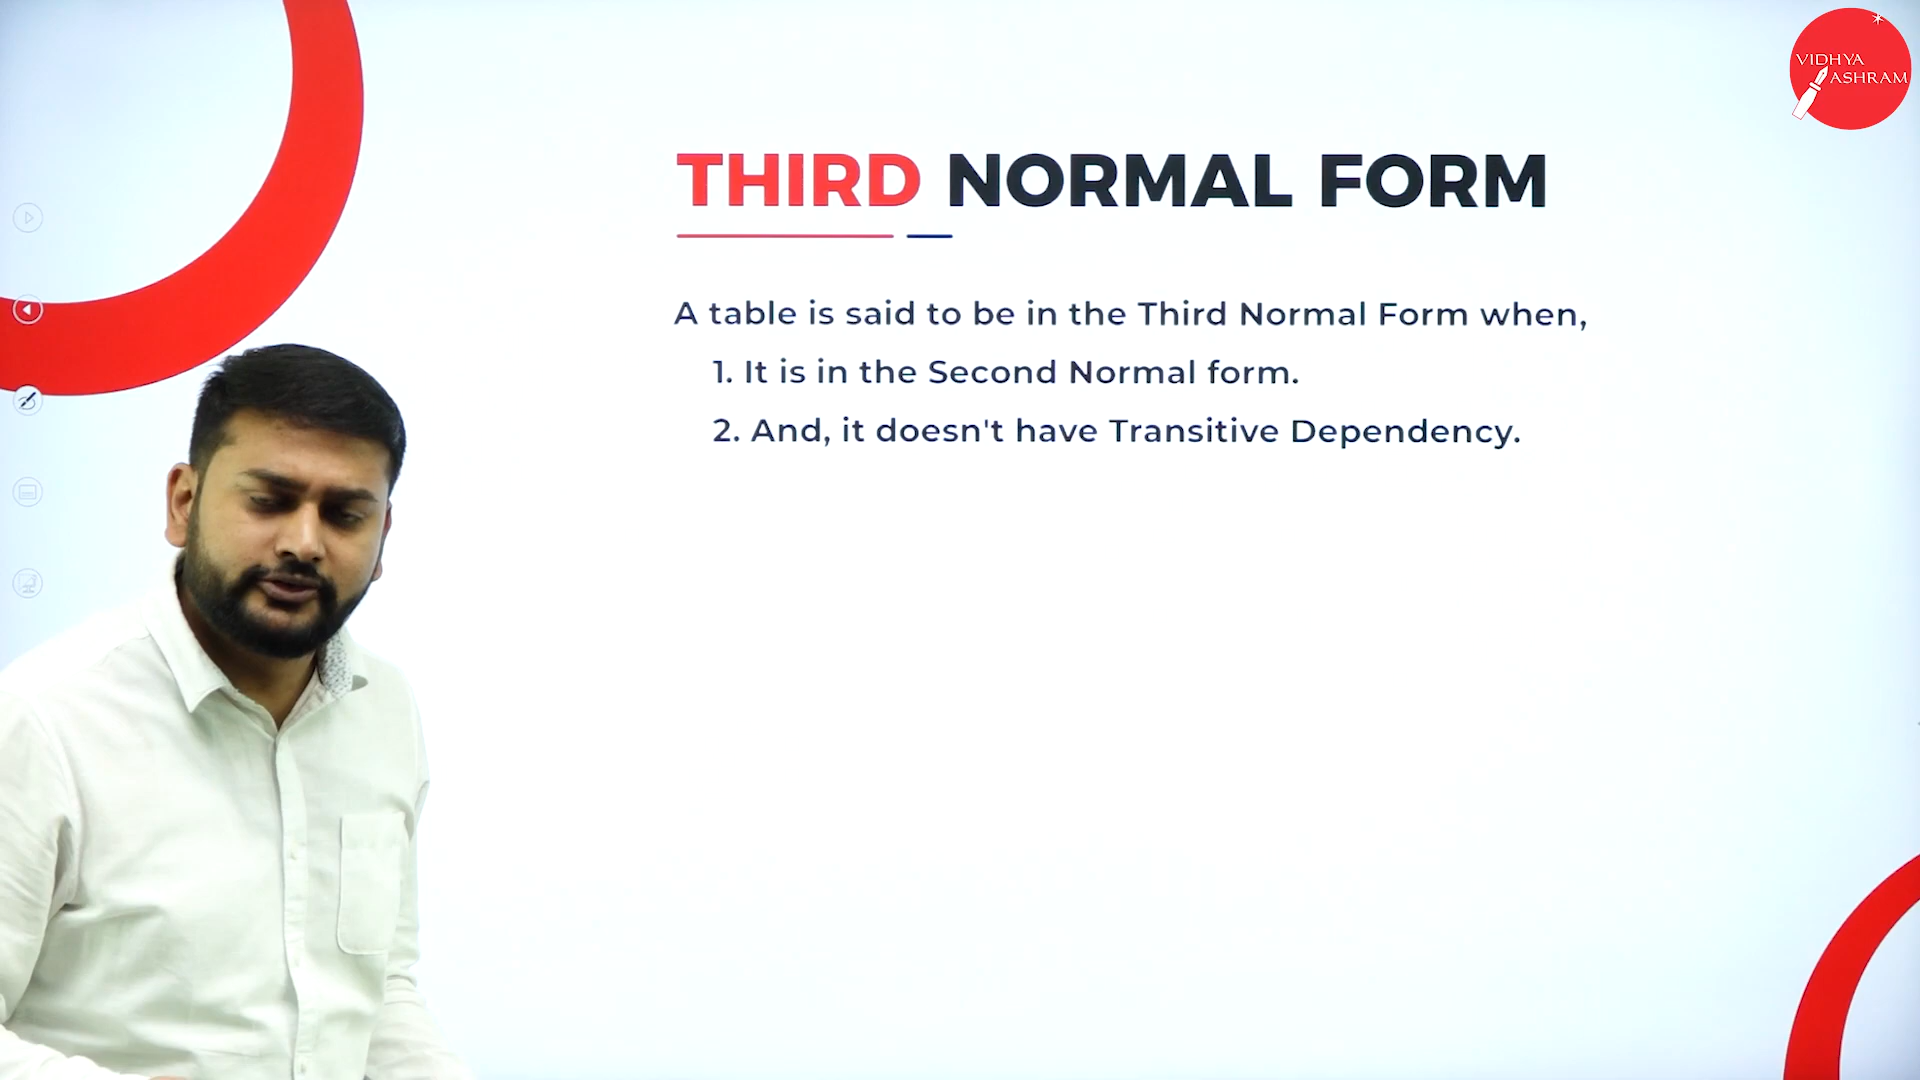 VIDHYA
ASHRAM
THIRD NORMAL FORM
A table is said to be in the Third Normal Form when,
1. It is in the Second Normal form.
2. And, it doesn't have Transitive Dependency.